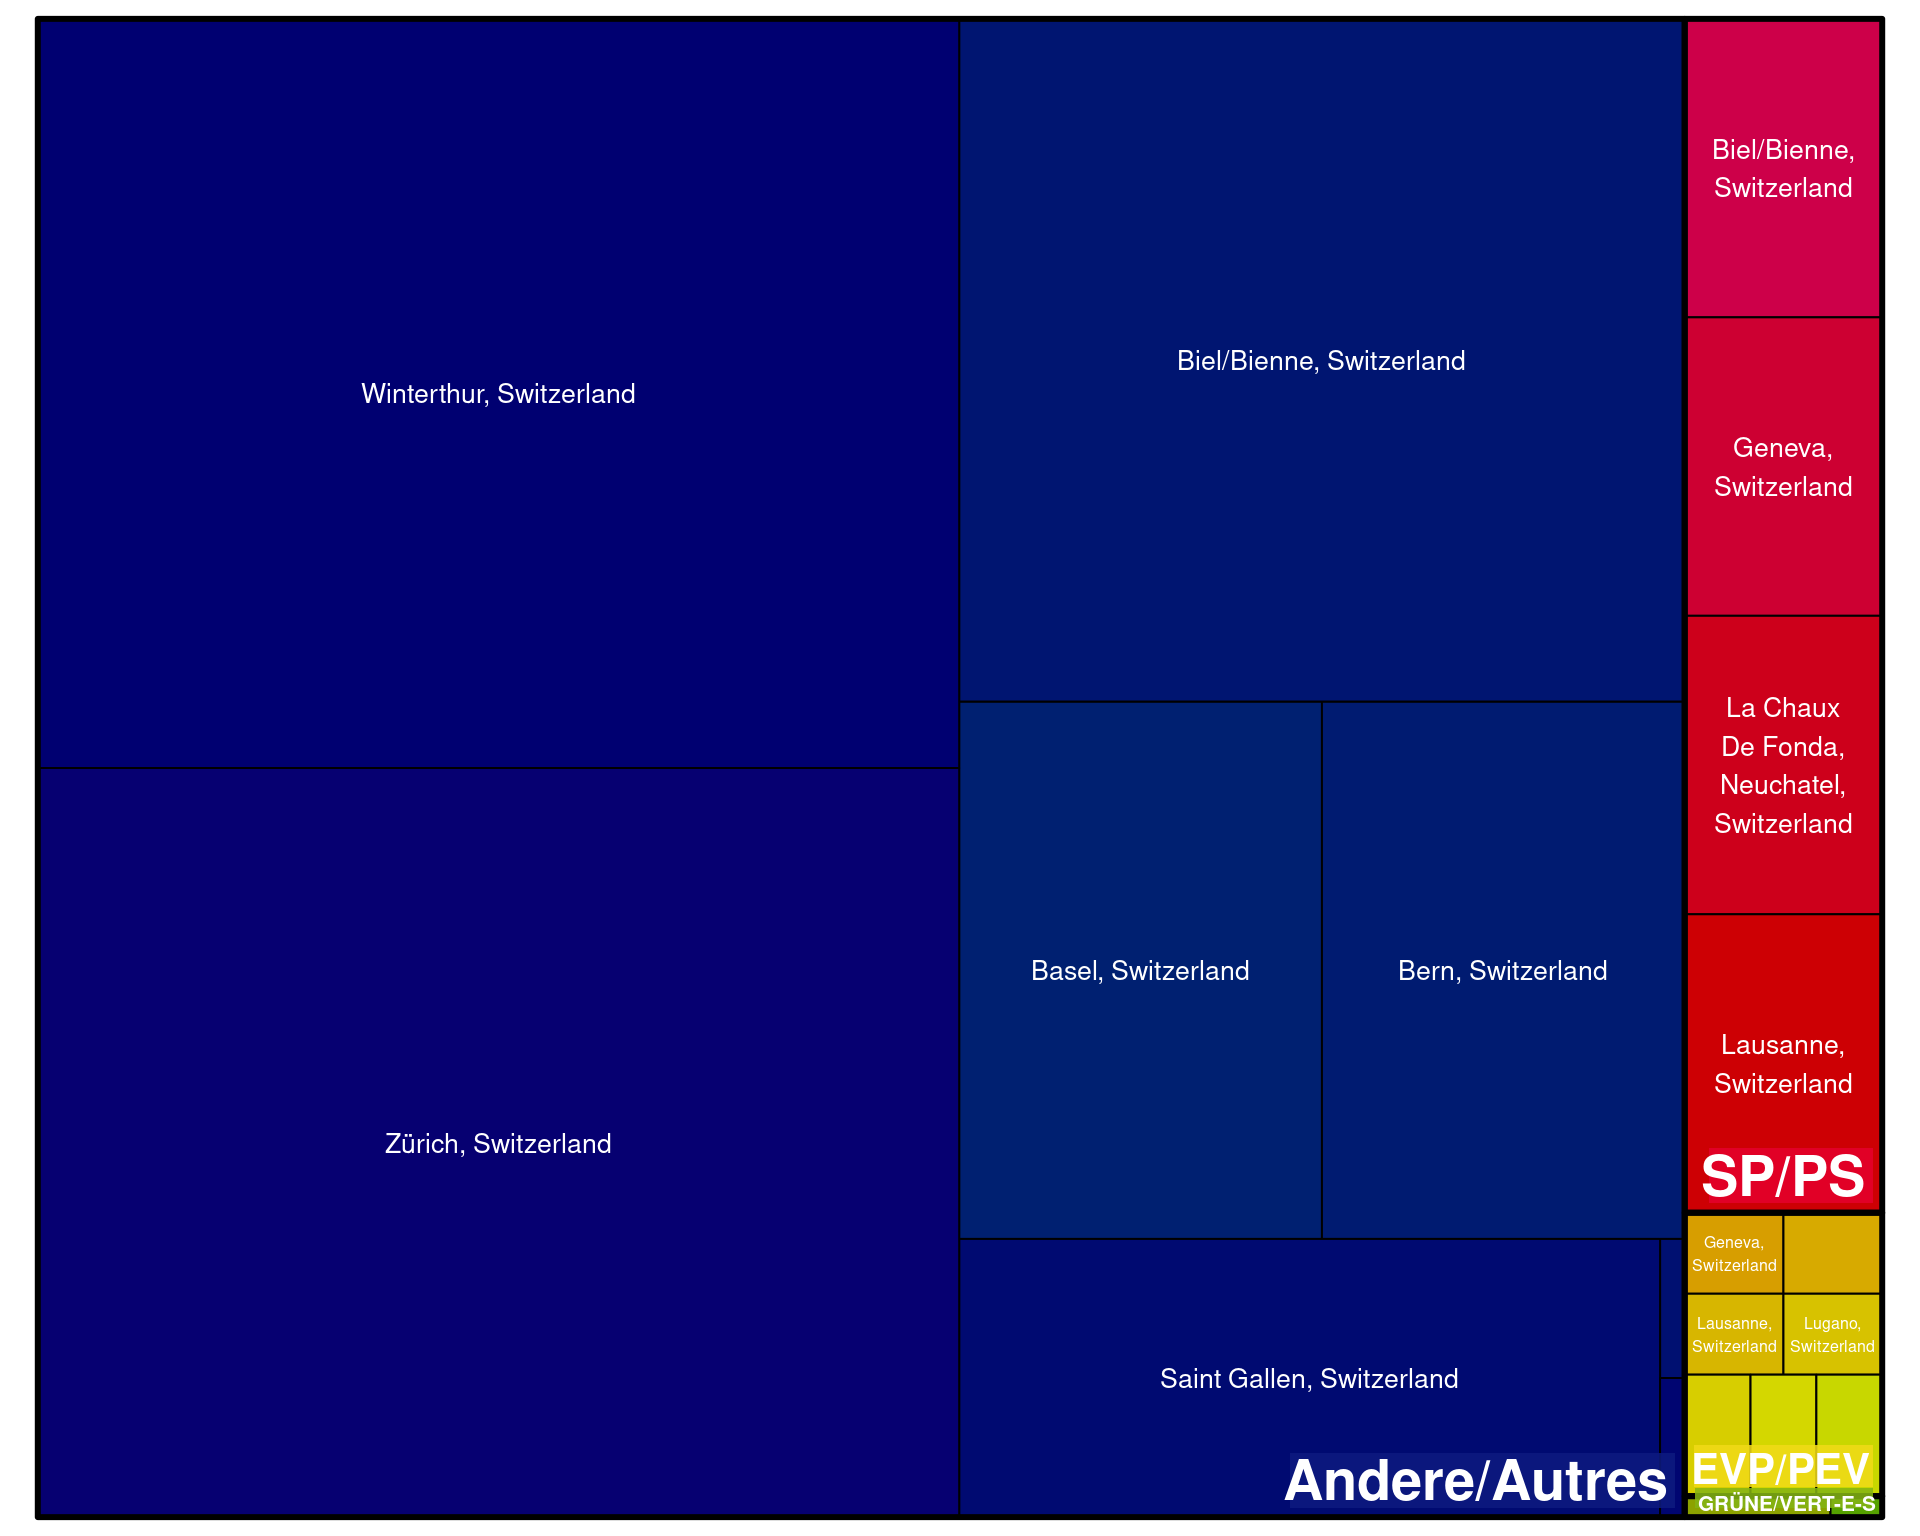 Winterthur, Switzerland
Zürich, Switzerland
Biel/Bienne, Switzerland
Basel, Switzerland
Bern, Switzerland
Saint Gallen, Switzerland
Andere/Autres
Biel/Bienne,
Switzerland
Geneva,
Switzerland
La Chaux
De Fonda,
Neuchatel,
Switzerland
Lausanne,
Switzerland
SP/PS
Geneva,
Switzerland
Lausanne,
Switzerland
Lugano,
Switzerland
EVP/PEV
GRÜNE/VERT-E-S